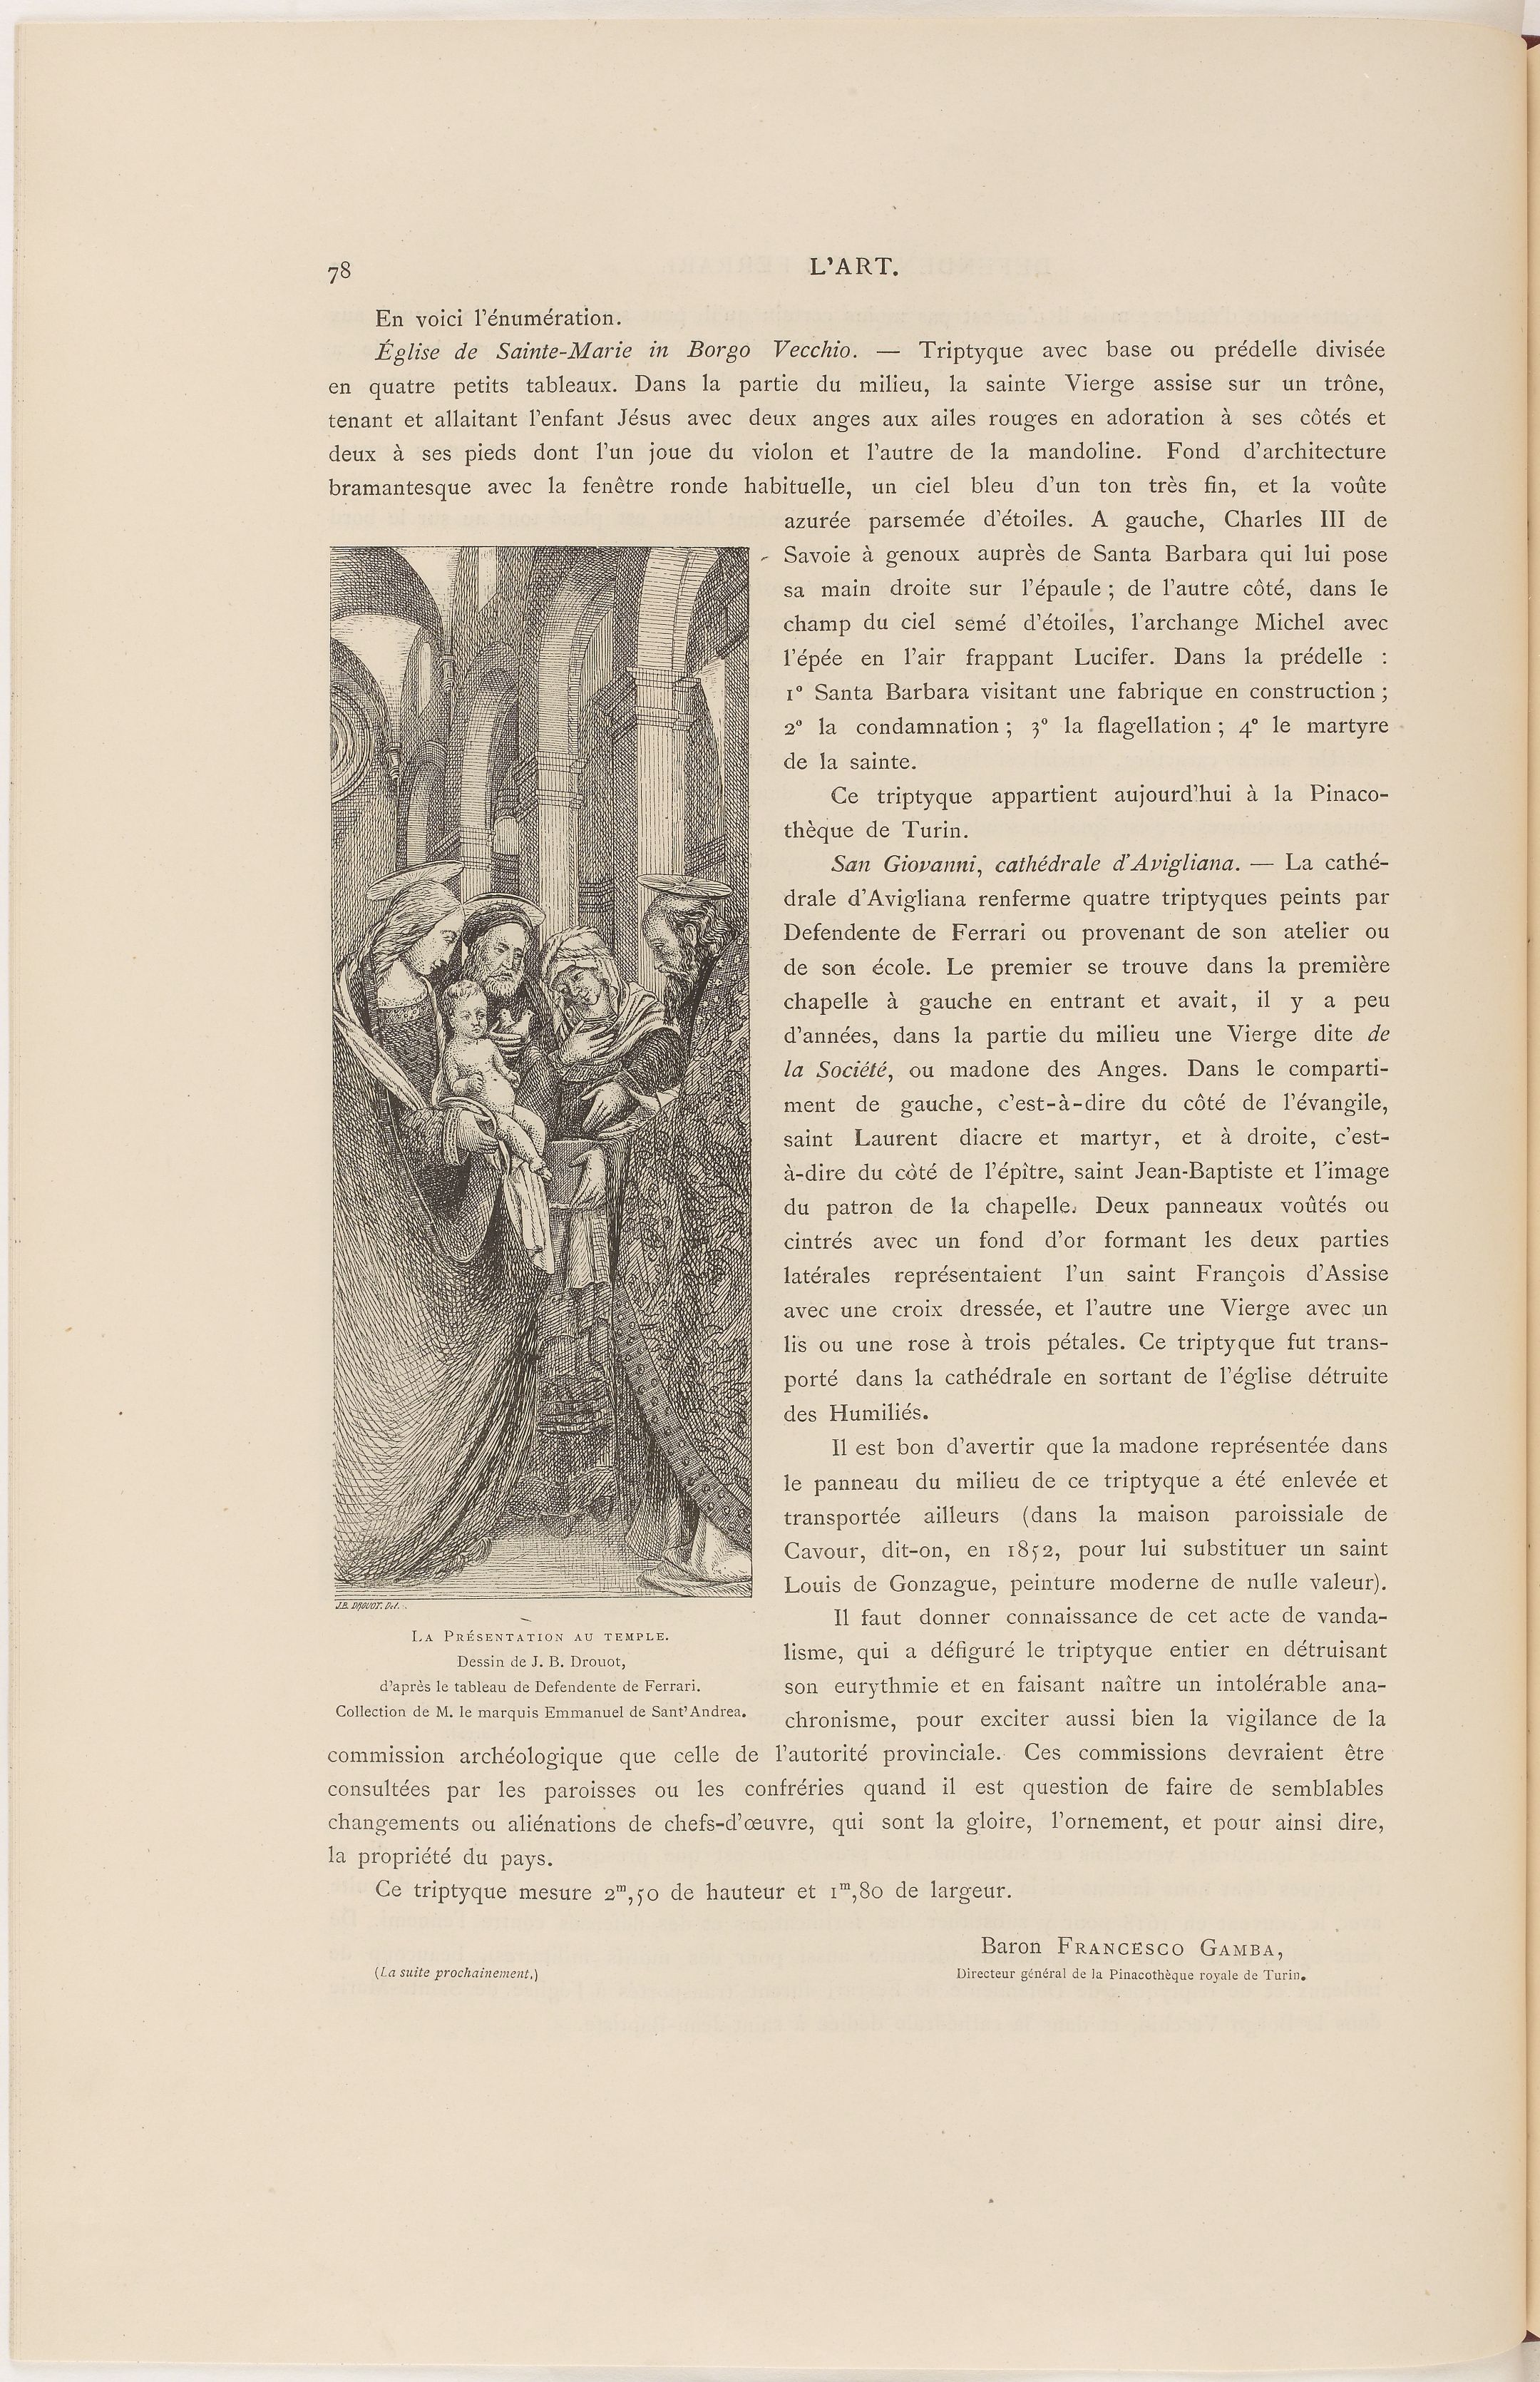 78
L'ART.
En voici l'énumération.
Église de Sainte-Marie in Borgo Vecchio. — Triptyque avec base ou prédelle divisée
en quatre petits tableaux. Dans la partie du milieu, la sainte Vierge assise sur un trône,
tenant et allaitant l'enfant Jésus avec deux anges aux ailes rouges en adoration à ses côtés et
deux à ses pieds dont l'un joue du violon et l'autre de la mandoline. Fond d'architecture
bramantesque avec la fenêtre ronde habituelle, un ciel bleu d'un ton très fin, et la voûte
azurée parsemée d'étoiles. A gauche, Charles III de
Savoie à genoux auprès de Santa Barbara qui lui pose
sa main droite sur l'épaule ; de l'autre côté, dans le
champ du ciel semé d'étoiles, l'archange Michel avec
l'épée en l'air frappant Lucifer. Dans la prédelle :
1° Santa Barbara visitant une fabrique en construction ;
2° la condamnation ; 3° la flagellation ; 4° le martyre
de la sainte.
Ce triptyque appartient aujourd'hui à la Pinaco-
thèque de Turin.
San Giovanni, cathédrale d'Avigliana. — La cathé-
drale d'Avigliana renferme quatre triptyques peints par
Defendente de Ferrari ou provenant de son atelier ou
de son école. Le premier se trouve dans la première
chapelle à gauche en entrant et avait, il y a peu
d'années, dans la partie du milieu une Vierge dite de
la Société, ou madone des Anges. Dans le comparti-
ment de gauche, c'est-à-dire du côté de l'évangile,
saint Laurent diacre et martyr, et à droite, c'est-
à-dire du côté de l'épître, saint Jean-Baptiste et l'image
du patron de la chapelle. Deux panneaux voûtés ou
cintrés avec un fond d'or formant les deux parties
latérales représentaient l'un saint François d'Assise
avec une croix dressée, et l'autre une Vierge avec un
lis ou une rose à trois pétales. Ce triptyque fut trans-
porté dans la cathédrale en sortant de l'église détruite
des Humiliés.
Il est bon d'avertir que la madone représentée dans
le panneau du milieu de ce triptyque a été enlevée et
transportée ailleurs (dans la maison paroissiale de
Cavour, dit-on, en 1852, pour lui substituer un saint
Louis de Gonzague, peinture moderne de nulle valeur).
Il faut donner connaissance de cet acte de vanda-
lisme, qui a défiguré le triptyque entier en détruisant
son eurythmie et en faisant naître un intolérable ana-
chronisme, pour exciter aussi bien la vigilance de la
commission archéologique que celle de l'autorité provinciale. Ces commissions devraient être
consultées par les paroisses ou les confréries quand il est question de faire de semblables
changements ou aliénations de chefs-d'œuvre, qui sont la gloire, l'ornement, et pour ainsi dire,
la propriété du pays.
Ce triptyque mesure 2m,50 de hauteur et 1m,80 de largeur.
Baron FRANCESCO GAMBA,
Directeur général de la Pinacothèque royale de Turin.
(La suite prochainement.)
J.B. DROUOT. Del.
LA PRÉSENTATION AU TEMPLE.
Dessin de J. B. Drouot,
d'après le tableau de Defendente de Ferrari.
Collection de M. le marquis Emmanuel de Sant'Andrea.